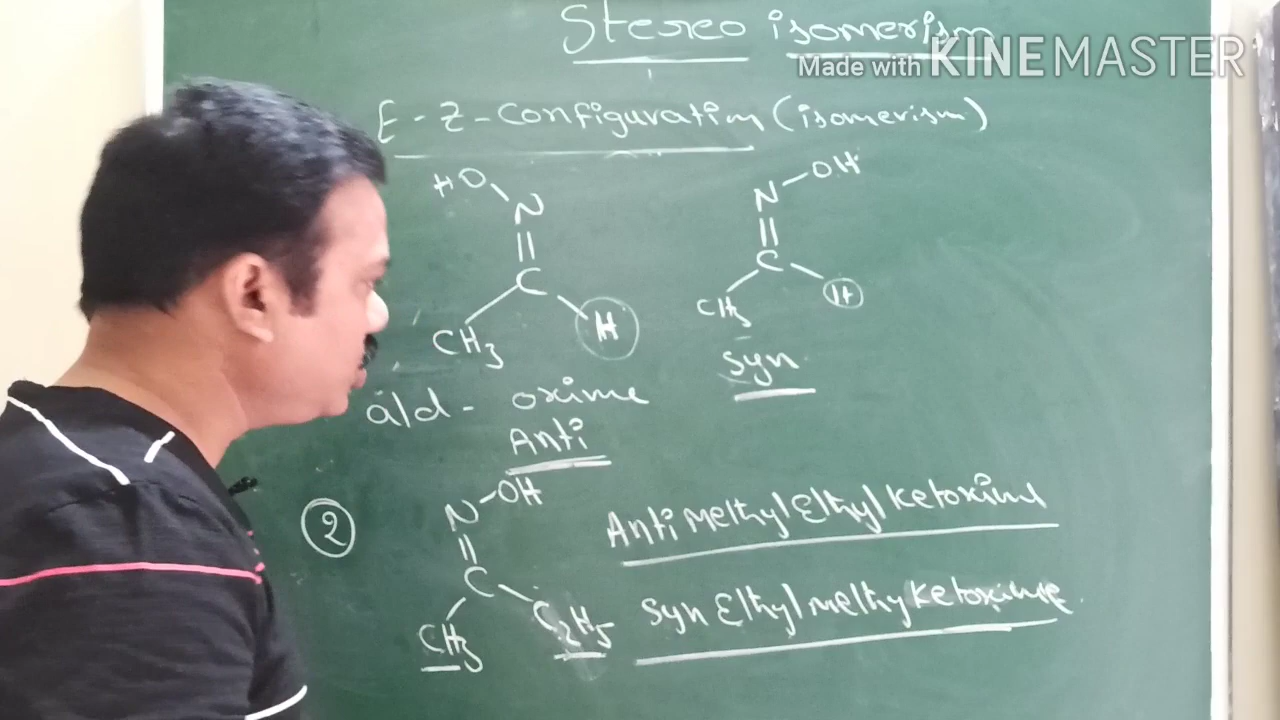 Stereo isomerism
Made with KINEMASTER
E-Z-Configuration (isomerism)
HO
N
OH
N
||
C
||
C
CH3
H
CH3
H
syn
ald- oxime
Anti
2
N-OH
||
C
CH3
C2H5
Anti Methyl Ethyl Ketoxime
syn Ethyl methy Ketoxime